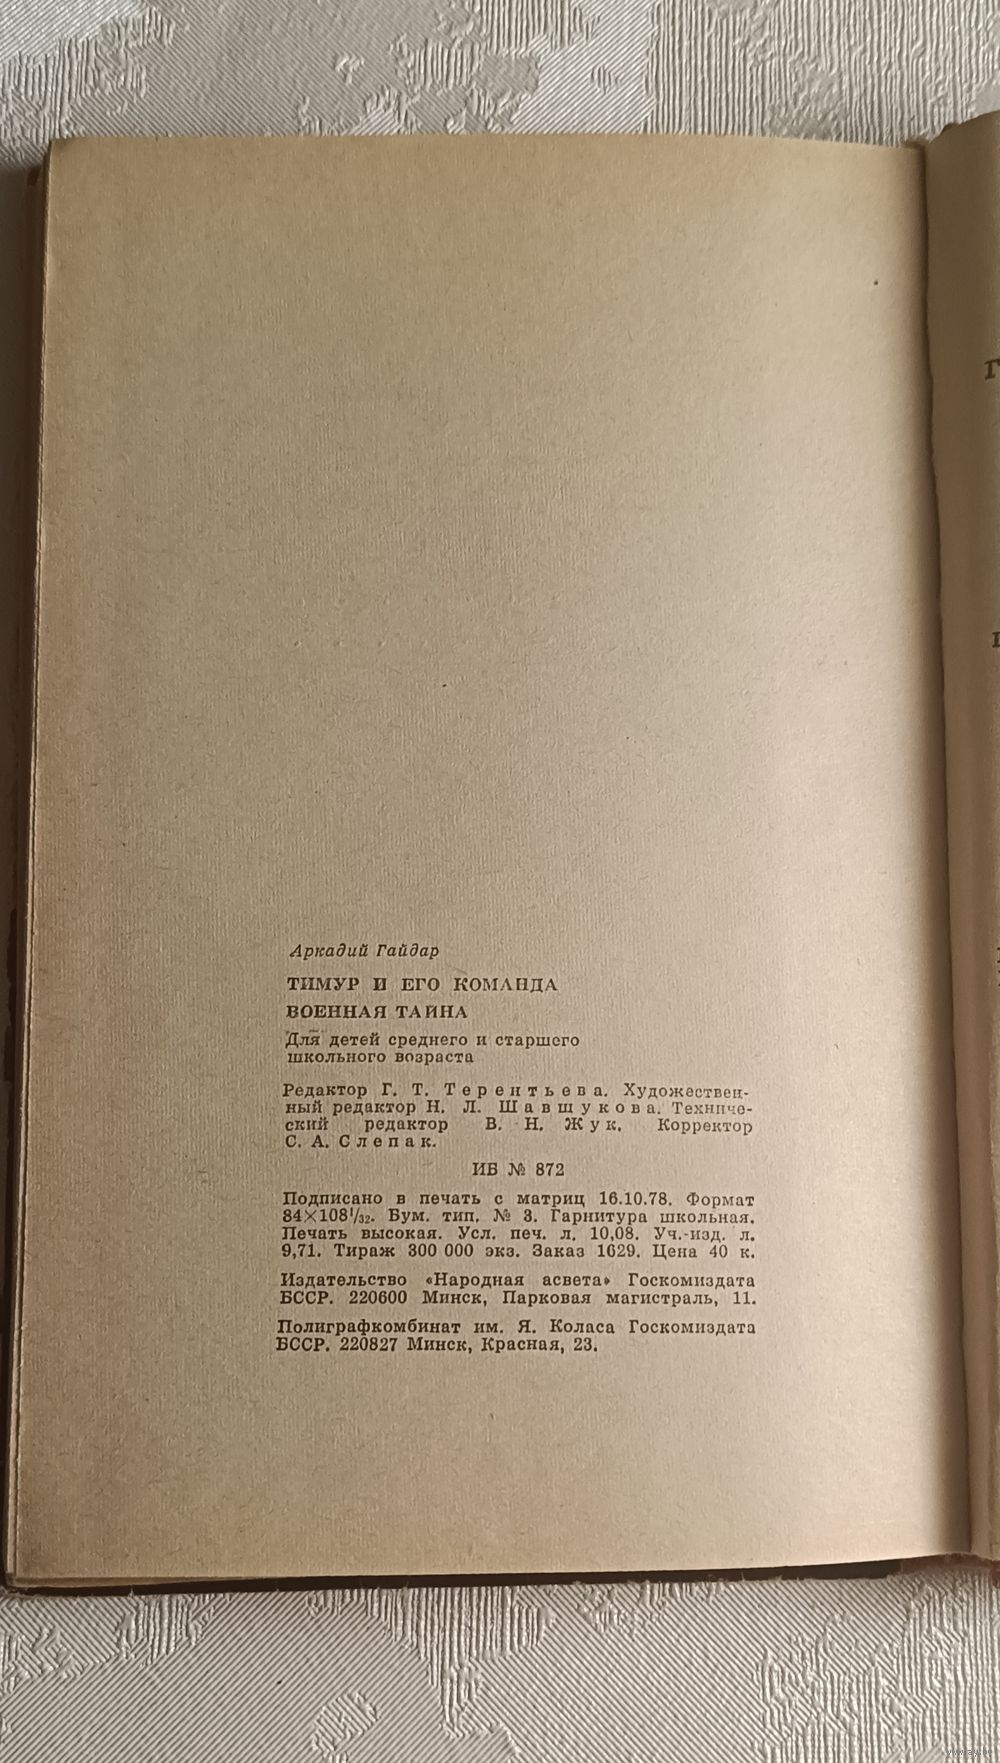 Аркадий Гайдар
ТИМУР И ЕГО КОМАНДА
ВОЕННАЯ ТАЙНА
Для детей среднего и старшего
школьного возраста
Редактор Г. Т. Терентьева. Художествен-
ный редактор Н. Л. Шавшукова. Техниче-
ский редактор В. Н. Жук. Корректор
С. А. Слепак.
ИБ № 872
Подписано в печать с матриц 16.10.78. Формат
84×108¹/₃₂. Бум. тип. № 3. Гарнитура школьная.
Печать высокая. Усл. печ. л. 10,08. Уч.-изд. л.
9,71. Тираж 300 000 экз. Заказ 1629. Цена 40 к.
Издательство «Народная асвета» Госкомиздата
БССР. 220600 Минск, Парковая магистраль, 11.
Полиграфкомбинат им. Я. Коласа Госкомиздата
БССР. 220827 Минск, Красная, 23.